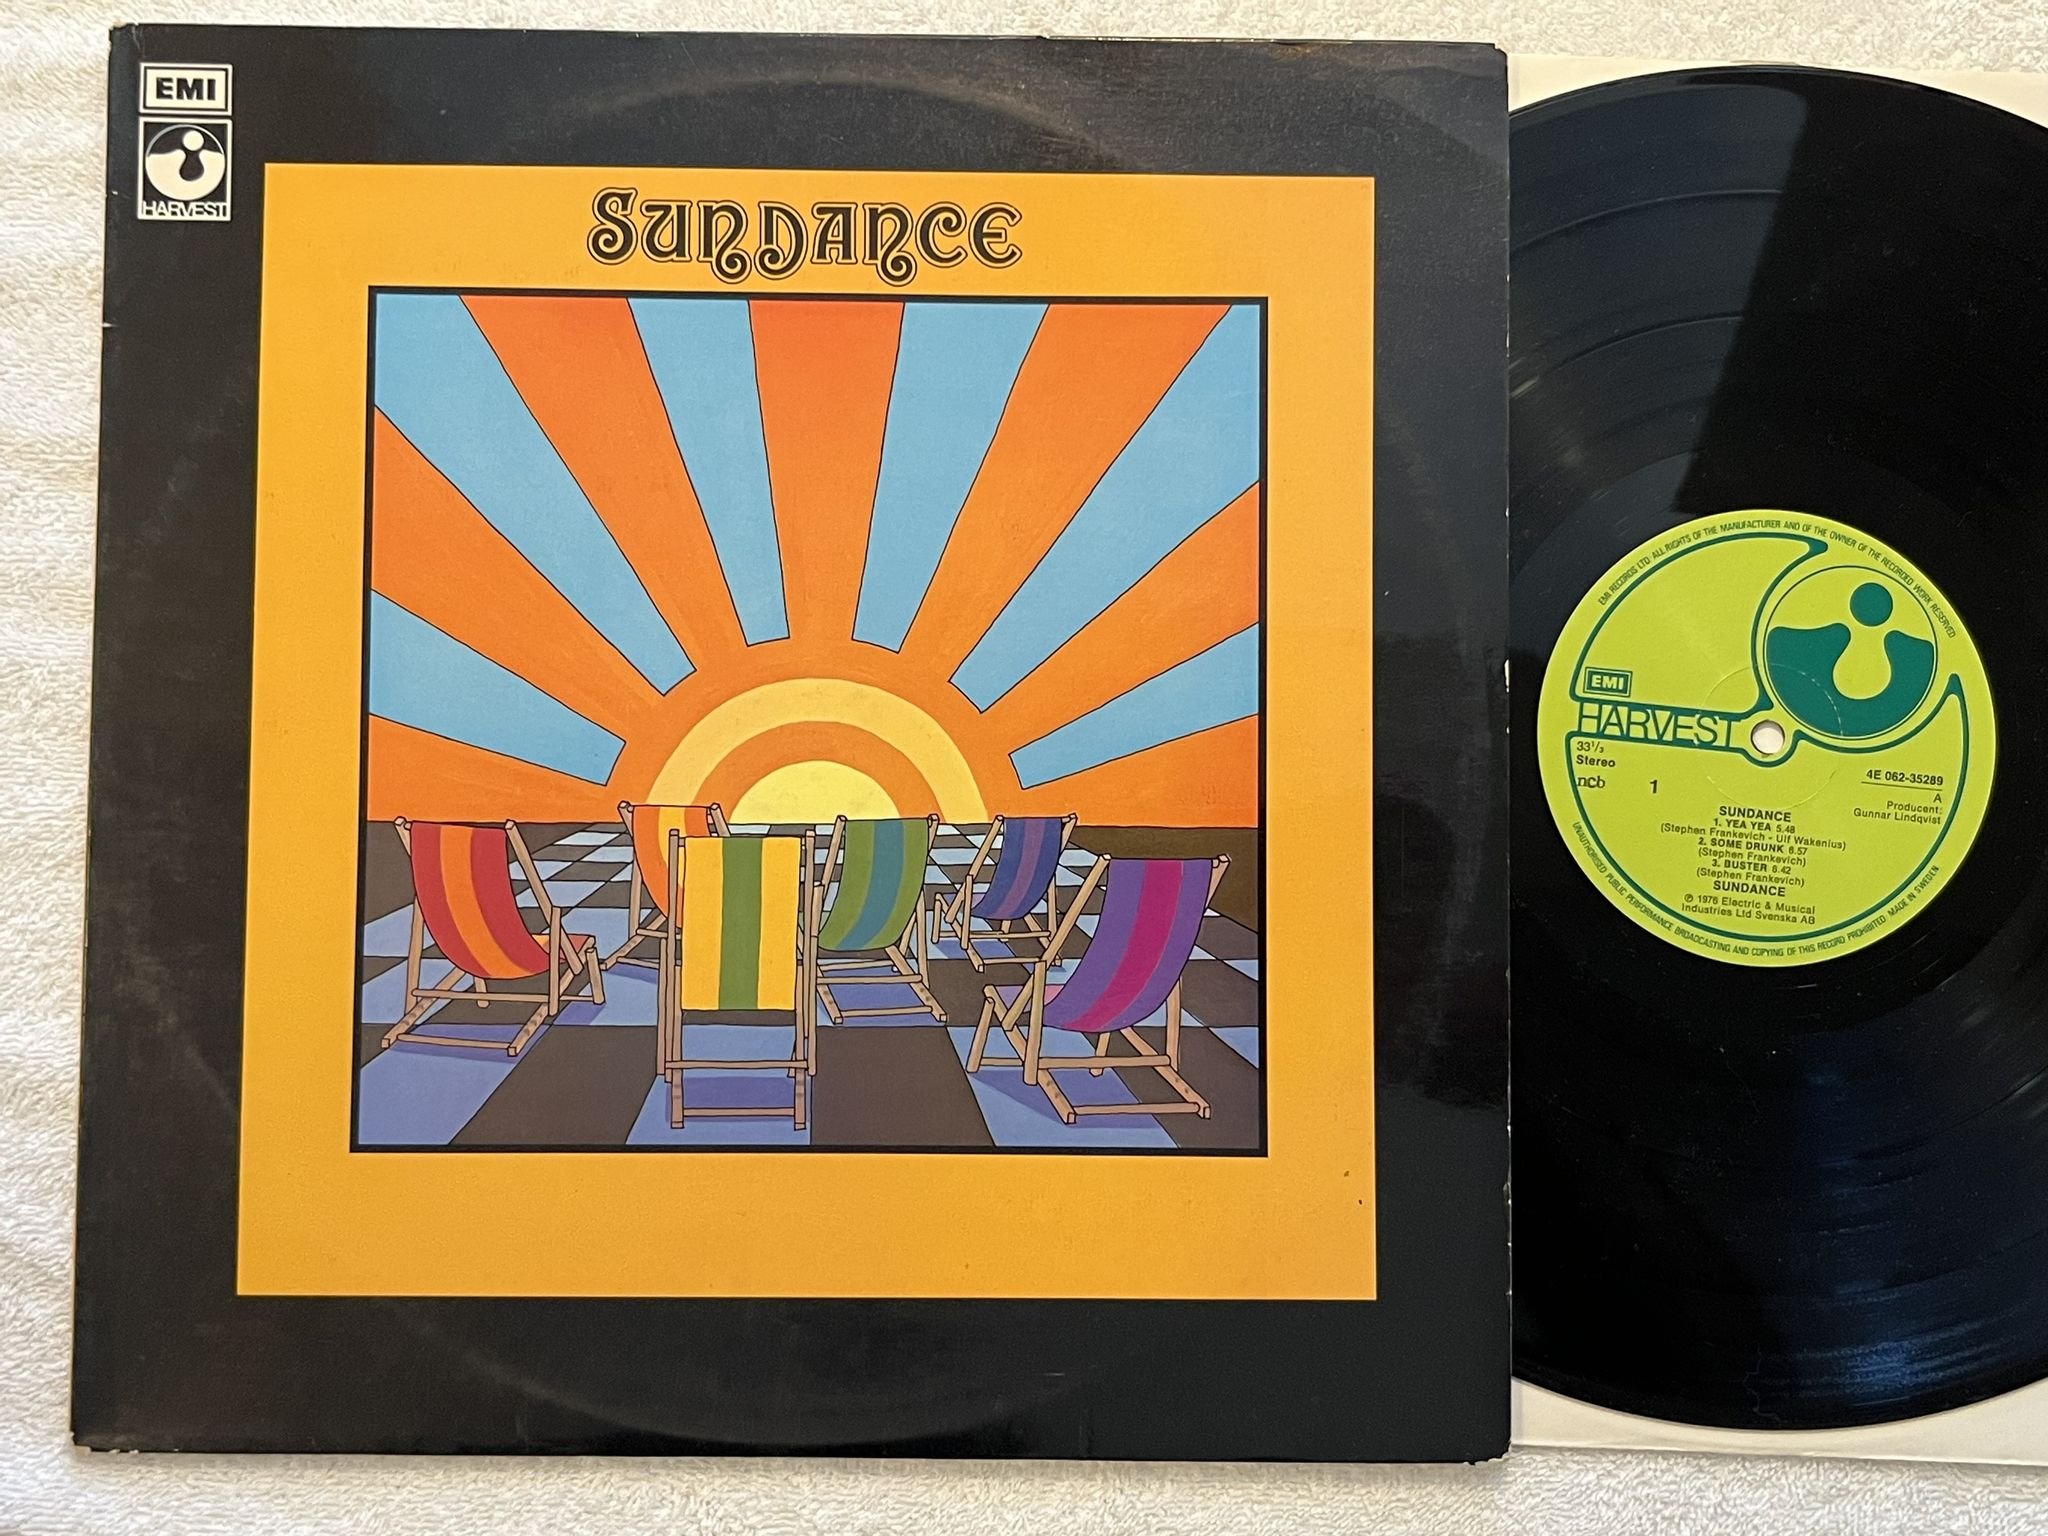 EMI
HARVEST
SUNDANCE
EMI RECORDS LTD· ALL RIGHTS OF THE MANUFACTURER AND OF THE OWNER OF THE RECORDED WORK RESERVED
EMI
HARVEST
33⅓
Stereo
ncb
1
4E 062-35289
A
Producent:
Gunnar Lindqvist
SUNDANCE
1. YEA YEA 5.48
(Stephen Frankevich - Ulf Wakenius)
2. SOME DRUNK 6.57
(Stephen Frankevich)
3. BUSTER 6.42
(Stephen Frankevich)
SUNDANCE
℗ 1976 Electric & Musical
Industries Ltd Svenska AB
UNAUTHORISED PUBLIC PERFORMANCE BROADCASTING AND COPYING OF THIS RECORD PROHIBITED MADE IN SWEDEN